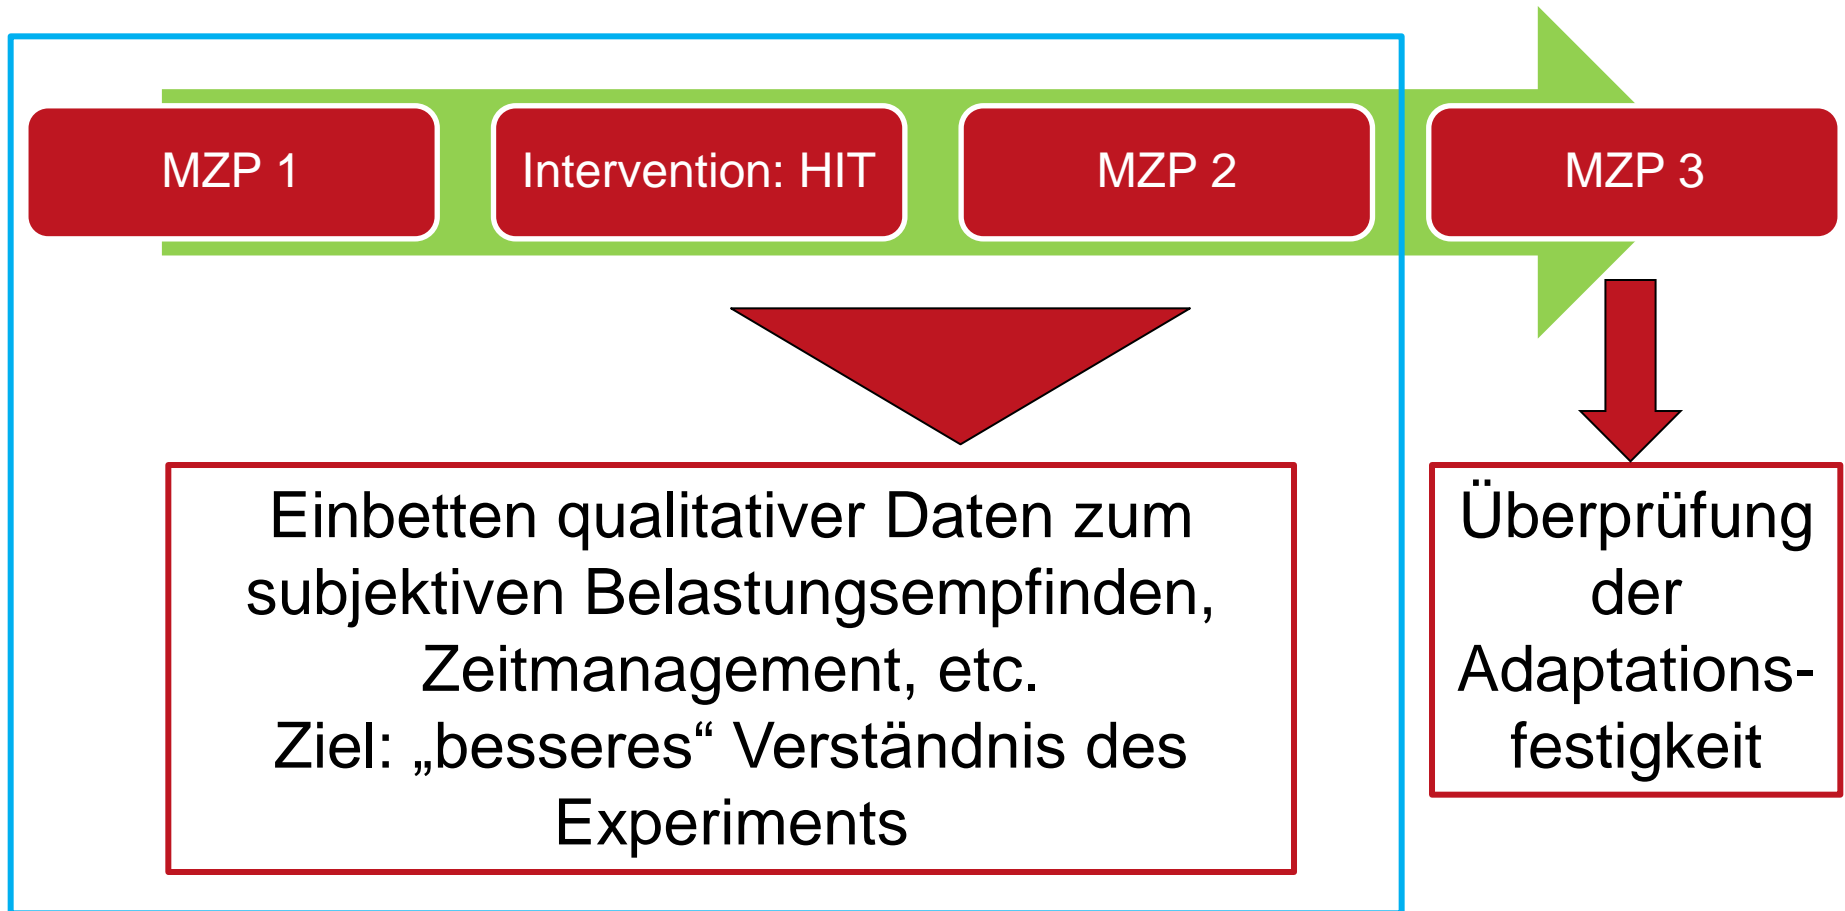 MZP 1
Intervention: HIT
MZP 2
MZP 3
Einbetten qualitativer Daten zum
subjektiven Belastungsempfinden,
Zeitmanagement, etc.
Ziel: „besseres“ Verständnis des
Experiments
Überprüfung
der
Adaptations-
festigkeit